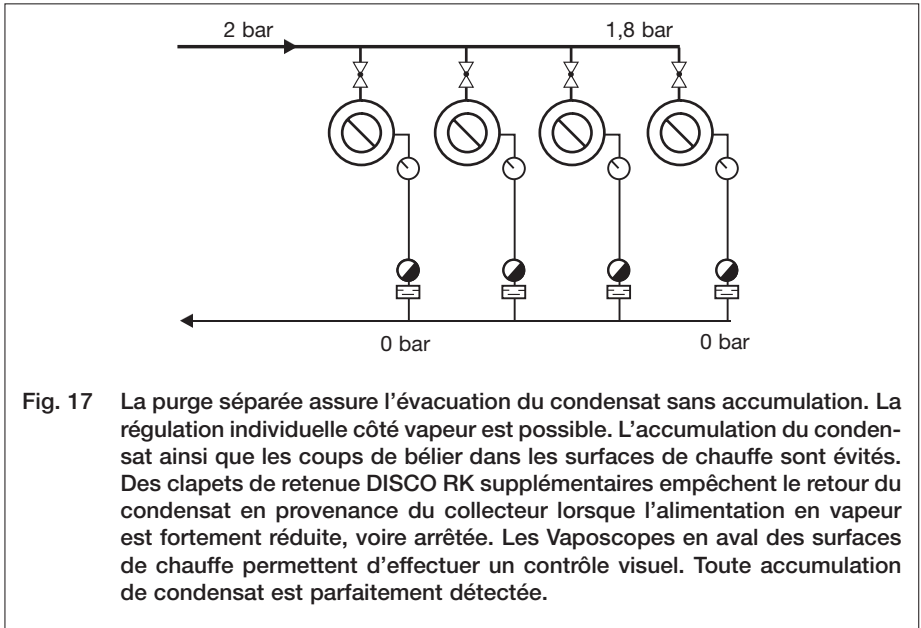 2 bar
1,8 bar
0 bar
0 bar
Fig. 17 La purge séparée assure l'évacuation du condensat sans accumulation. La
régulation individuelle côté vapeur est possible. L'accumulation du conden-
sat ainsi que les coups de bélier dans les surfaces de chauffe sont évités.
Des clapets de retenue DISCO RK supplémentaires empêchent le retour du
condensat en provenance du collecteur lorsque l'alimentation en vapeur
est fortement réduite, voire arrêtée. Les Vaposcopes en aval des surfaces
de chauffe permettent d'effectuer un contrôle visuel. Toute accumulation
de condensat est parfaitement détectée.